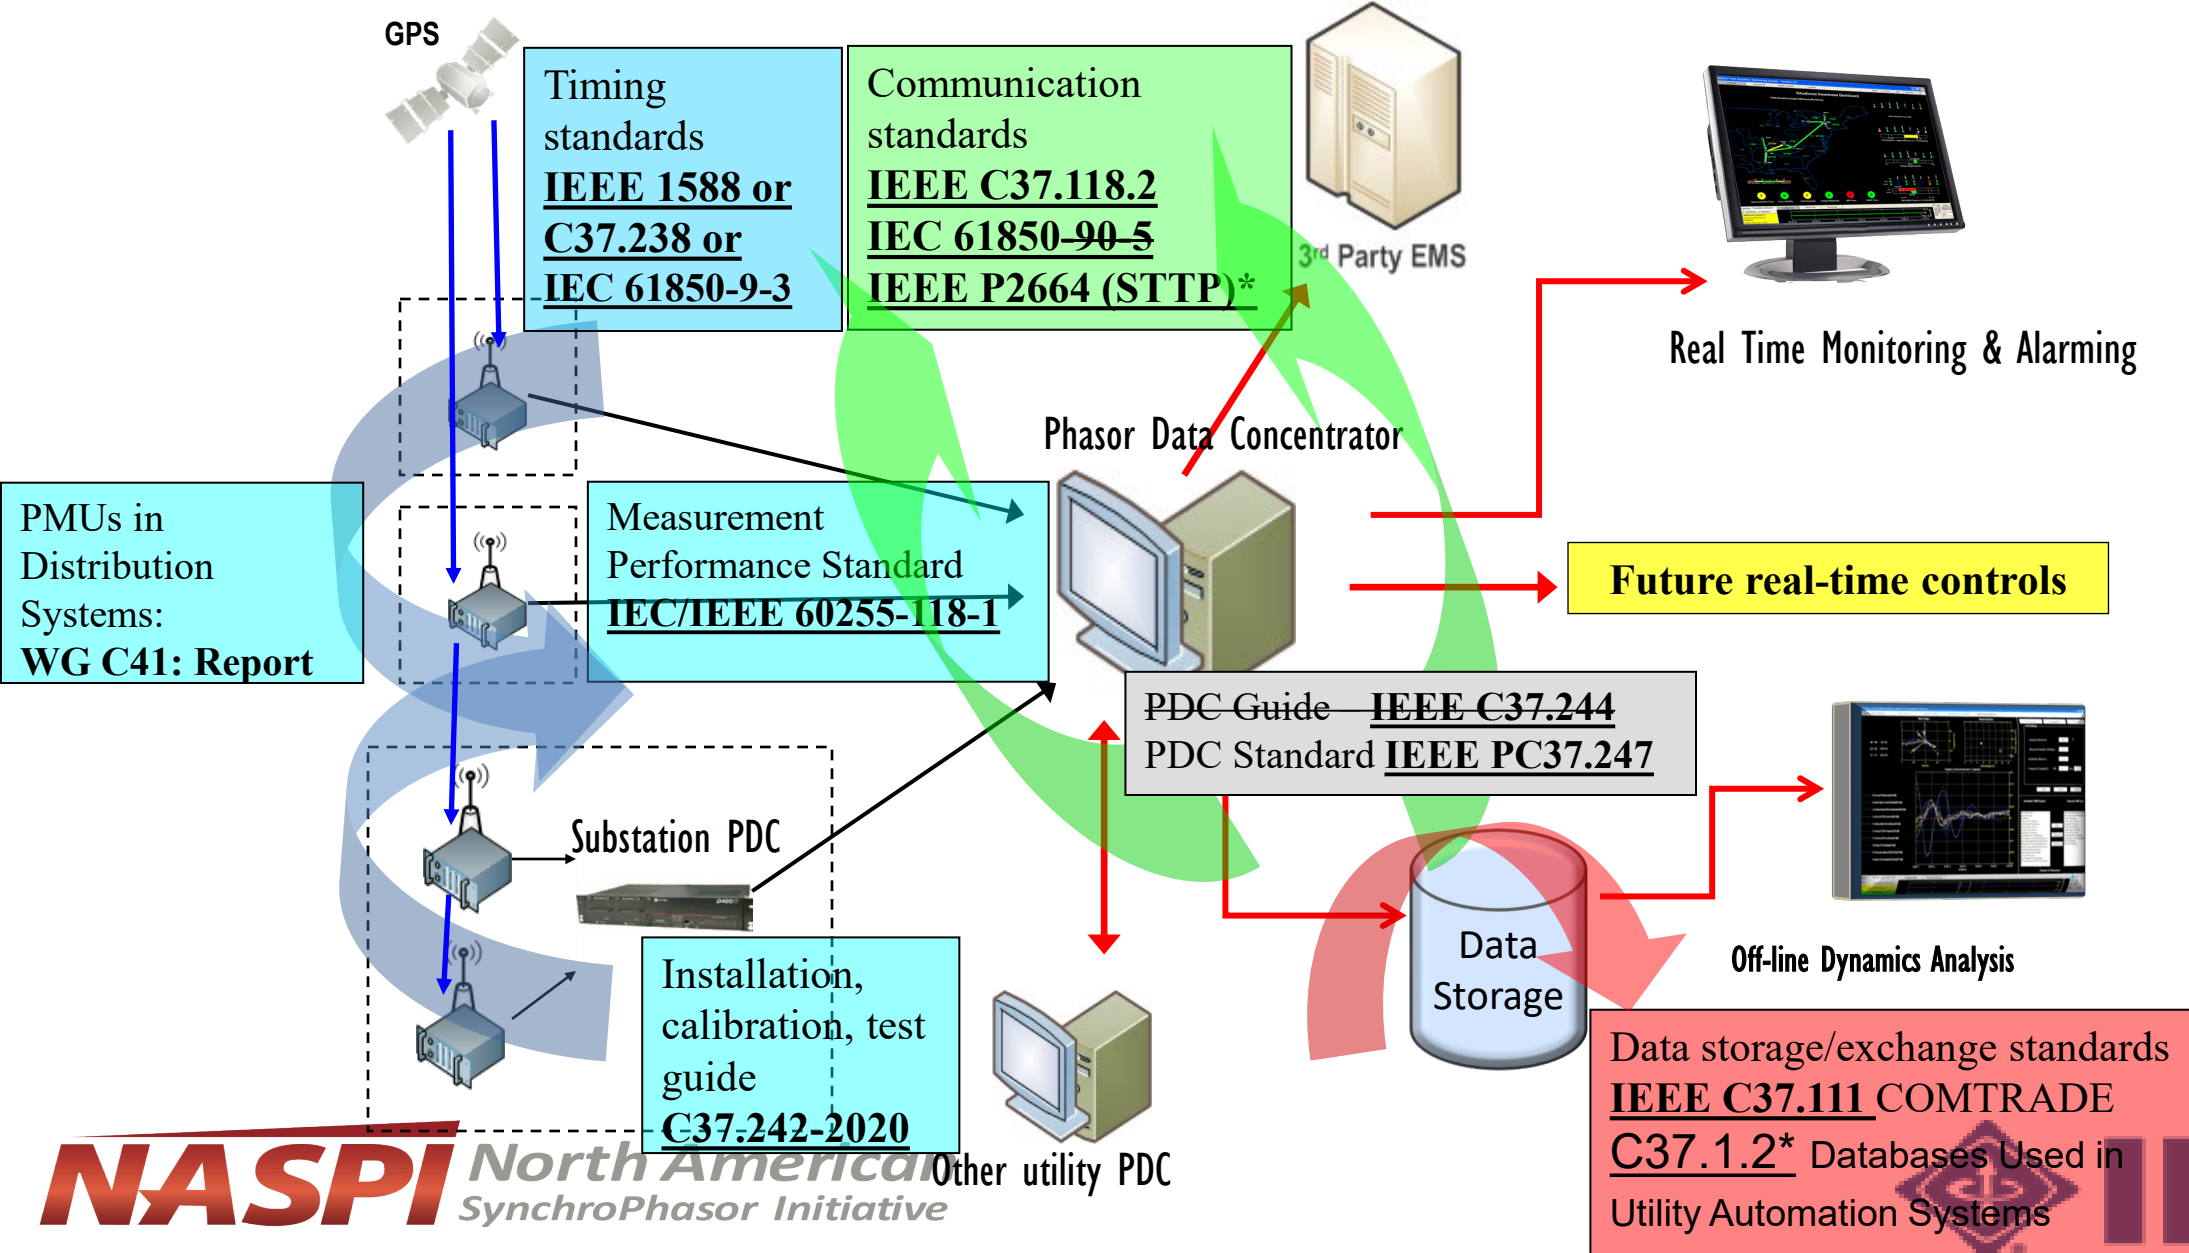 GPS
Timing
standards
IEEE 1588 or
C37.238 or
IEC 61850-9-3
Communication
standards
IEEE C37.118.2
IEC 61850-90-5
IEEE P2664 (STTP)*
3rd Party EMS
Real Time Monitoring & Alarming
Phasor Data Concentrator
PMUs in
Distribution
Systems:
WG C41: Report
Measurement
Performance Standard
IEC/IEEE 60255-118-1
Future real-time controls
PDC Guide – IEEE C37.244
PDC Standard IEEE PC37.247
Substation PDC
Data
Storage
Off-line Dynamics Analysis
Installation,
calibration, test
guide
C37.242-2020
Other utility PDC
Data storage/exchange standards
IEEE C37.111 COMTRADE
C37.1.2* Databases Used in
Utility Automation Systems
NASPI North American
SynchroPhasor Initiative